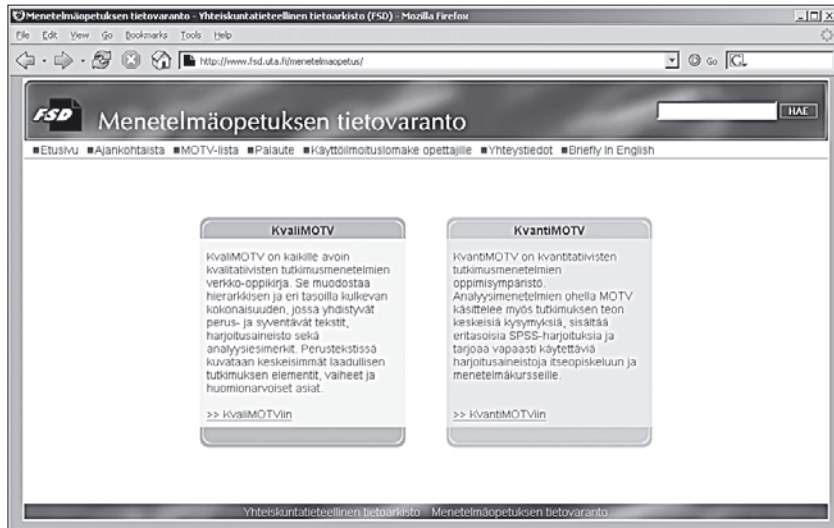 Menetelmäopetuksen tietovaranto - Yhteiskuntatieteellinen tietoarkisto (FSD) - Mozilla Firefox
File Edit View Go Bookmarks Tools Help
http://www.fsd.uta.fi/menetelmaopetus/ Go
FSD Menetelmäopetuksen tietovaranto HAE
■Etusivu ■Ajankohtaista ■MOTV-lista ■Palaute ■Käyttöilmoituslomake opettajille ■Yhteystiedot ■Briefly in English
KvaliMOTV
KvaliMOTV on kaikille avoin
kvalitatiivisten tutkimusmenetelmien
verkko-oppikirja. Se muodostaa
hierarkkisen ja eri tasoilla kulkevan
kokonaisuuden, jossa yhdistyvät
perus- ja syventävät tekstit,
harjoitusaineisto sekä
analyysiesimerkit. Perustekstissä
kuvataan keskeisimmät laadullisen
tutkimuksen elementit, vaiheet ja
huomionarvoiset asiat.
>> KvaliMOTViin
KvantiMOTV
KvantiMOTV on kvantitatiivisten
tutkimusmenetelmien
oppimisympäristö.
Analyysimenetelmien ohella MOTV
käsittelee myös tutkimuksen teon
keskeisiä kysymyksiä, sisältää
eritasoisia SPSS-harjoituksia ja
tarjoaa vapaasti käytettäviä
harjoitusaineistoja itseopiskeluun ja
menetelmäkursseille.
>> KvantiMOTViin
Yhteiskuntatieteellinen tietoarkisto Menetelmäopetuksen tietovaranto